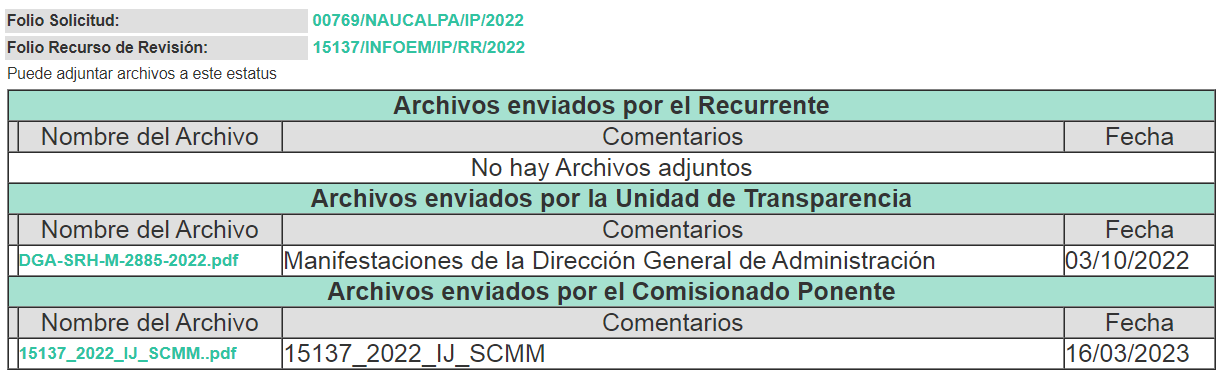 Folio Solicitud: 00769/NAUCALPA/IP/2022
Folio Recurso de Revisión: 15137/INFOEM/IP/RR/2022
Puede adjuntar archivos a este estatus
Archivos enviados por el Recurrente
Nombre del Archivo Comentarios Fecha
No hay Archivos adjuntos
Archivos enviados por la Unidad de Transparencia
Nombre del Archivo Comentarios Fecha
DGA-SRH-M-2885-2022.pdf Manifestaciones de la Dirección General de Administración 03/10/2022
Archivos enviados por el Comisionado Ponente
Nombre del Archivo Comentarios Fecha
15137_2022_IJ_SCMM..pdf 15137_2022_IJ_SCMM 16/03/2023